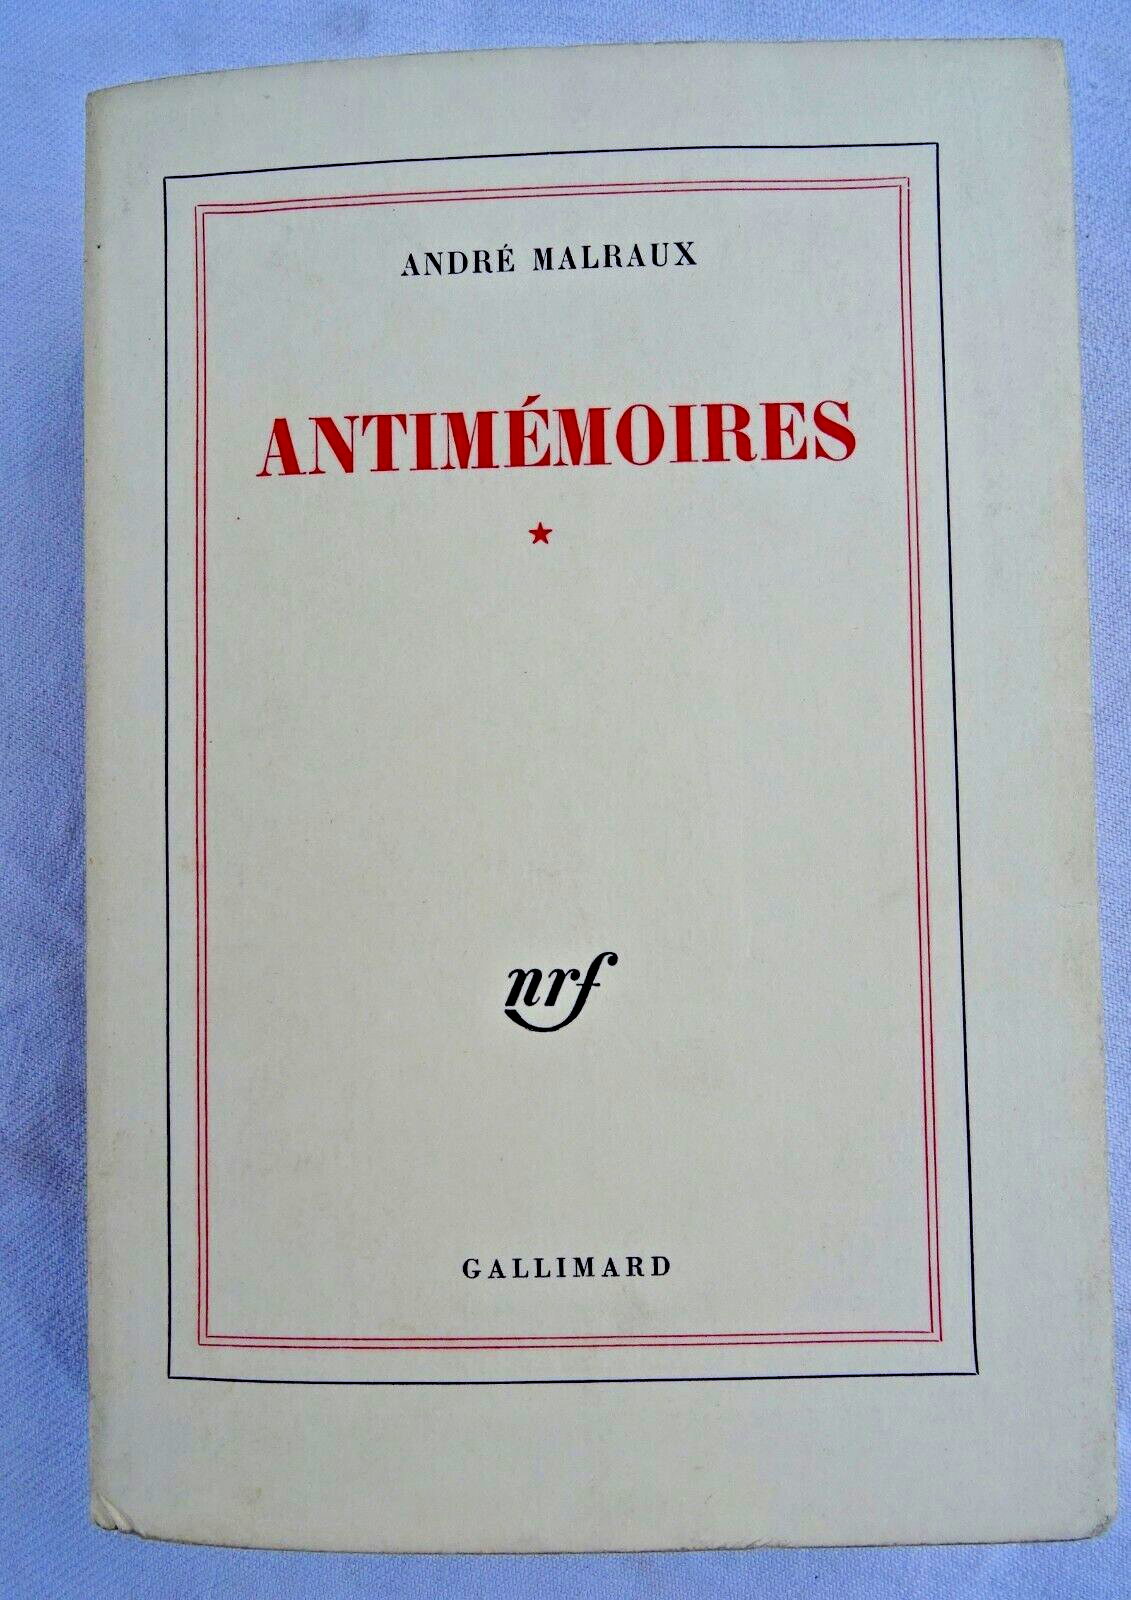 ANDRÉ MALRAUX
ANTIMÉMOIRES
★
nrf
GALLIMARD